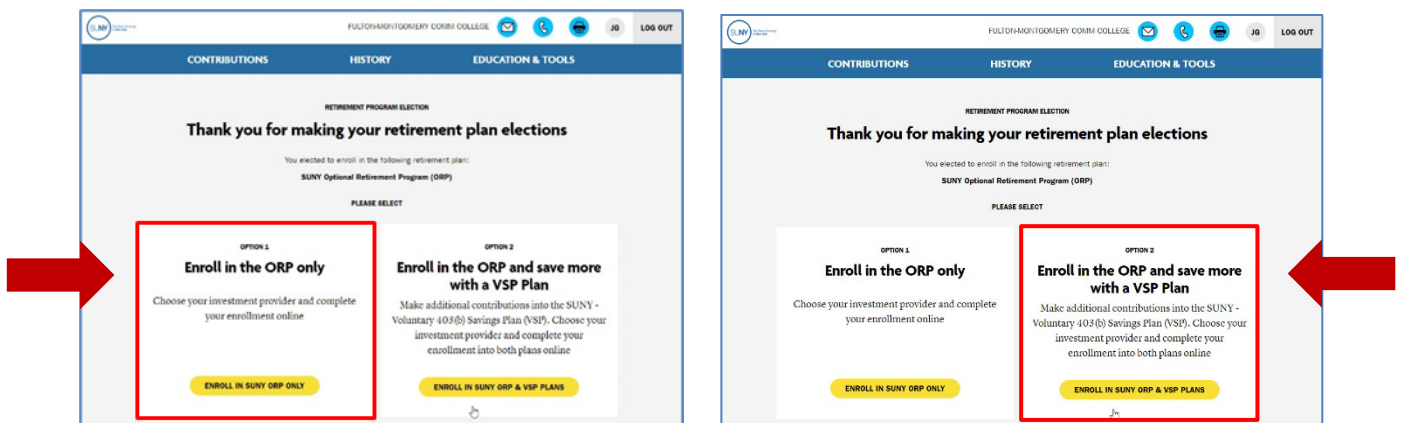 SUNY
FULTON-MONTGOMERY COMM COLLEGE
JG
LOG OUT
CONTRIBUTIONS HISTORY EDUCATION & TOOLS
RETIREMENT PROGRAM ELECTION
Thank you for making your retirement plan elections
You elected to enroll in the following retirement plan:
SUNY Optional Retirement Program (ORP)
PLEASE SELECT
OPTION 1
Enroll in the ORP only
Choose your investment provider and complete
your enrollment online
ENROLL IN SUNY ORP ONLY
OPTION 2
Enroll in the ORP and save more
with a VSP Plan
Make additional contributions into the SUNY -
Voluntary 403(b) Savings Plan (VSP). Choose your
investment provider and complete your
enrollment into both plans online
ENROLL IN SUNY ORP & VSP PLANS
SUNY
FULTON-MONTGOMERY COMM COLLEGE
JG
LOG OUT
CONTRIBUTIONS HISTORY EDUCATION & TOOLS
RETIREMENT PROGRAM ELECTION
Thank you for making your retirement plan elections
You elected to enroll in the following retirement plan:
SUNY Optional Retirement Program (ORP)
PLEASE SELECT
OPTION 1
Enroll in the ORP only
Choose your investment provider and complete
your enrollment online
ENROLL IN SUNY ORP ONLY
OPTION 2
Enroll in the ORP and save more
with a VSP Plan
Make additional contributions into the SUNY -
Voluntary 403(b) Savings Plan (VSP). Choose your
investment provider and complete your
enrollment into both plans online
ENROLL IN SUNY ORP & VSP PLANS